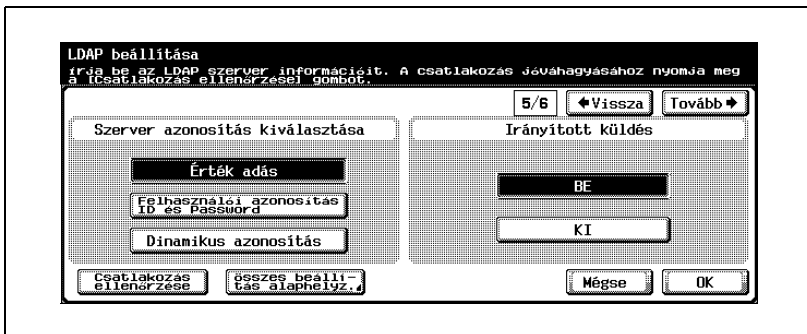 LDAP beállítása
írja be az LDAP szerver információit. A csatlakozás jóváhagyásához nyomja meg
a [Csatlakozás ellenőrzése] gombot.
5/6 ←Vissza Tovább→
Szerver azonosítás kiválasztása
Irányított küldés
Érték adás
Felhasználói azonosítás
ID és Password
Dinamikus azonosítás
BE
KI
Csatlakozás
ellenőrzése
összes beállí-
tás alaphelyz.
Mégse
OK